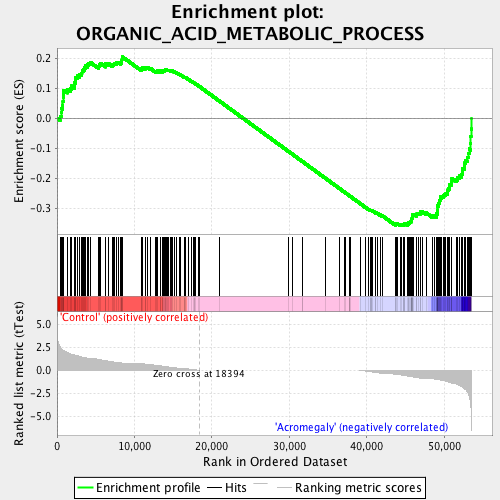 Enrichment plot:
ORGANIC_ACID_METABOLIC_PROCESS
Enrichment score (ES)
0.2
0.1
0.0
-0.1
-0.2
-0.3
Ranked list metric (tTest)
5.0
2.5
0.0
-2.5
-5.0
'Control' (positively correlated)
Zero cross at 18394
'Acromegaly' (negatively correlated)
0
10,000
20,000
30,000
40,000
50,000
Rank in Ordered Dataset
Enrichment profile
Hits
Ranking metric scores